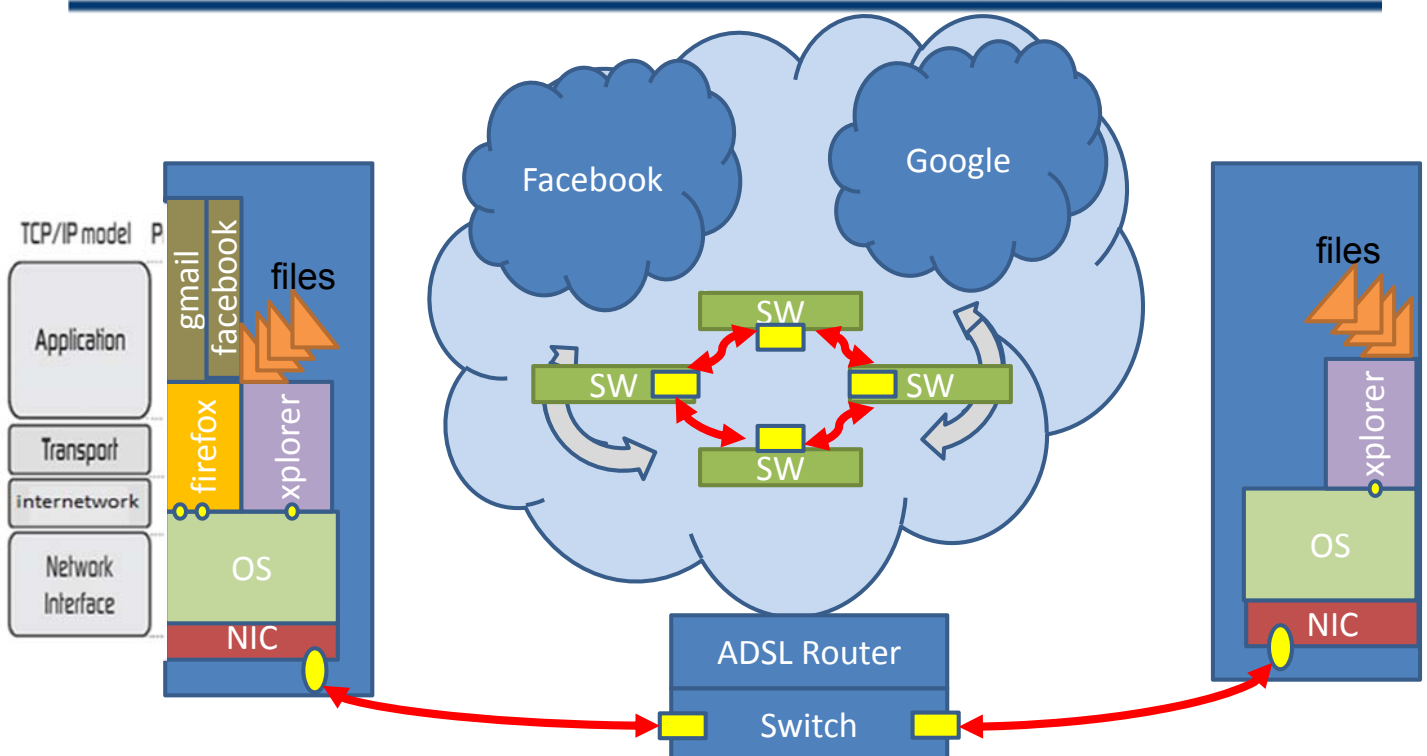 Facebook
Google
TCP/IP model P
gmail
facebook
files
files
Application
SW
SW
SW
SW
Transport
firefox
xplorer
xplorer
internetwork
OS
OS
Network
Interface
NIC
NIC
ADSL Router
Switch